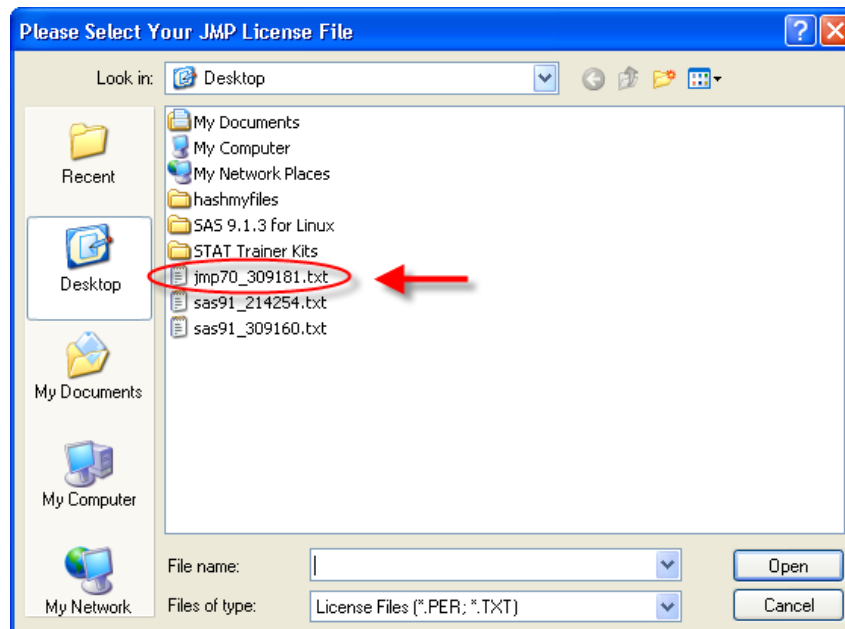 Please Select Your JMP License File
Look in: Desktop
Recent
Desktop
My Documents
My Computer
My Network
My Documents
My Computer
My Network Places
hashmyfiles
SAS 9.1.3 for Linux
STAT Trainer Kits
jmp70_309181.txt
sas91_214254.txt
sas91_309160.txt
File name:
Open
Files of type: License Files (*.PER; *.TXT)
Cancel